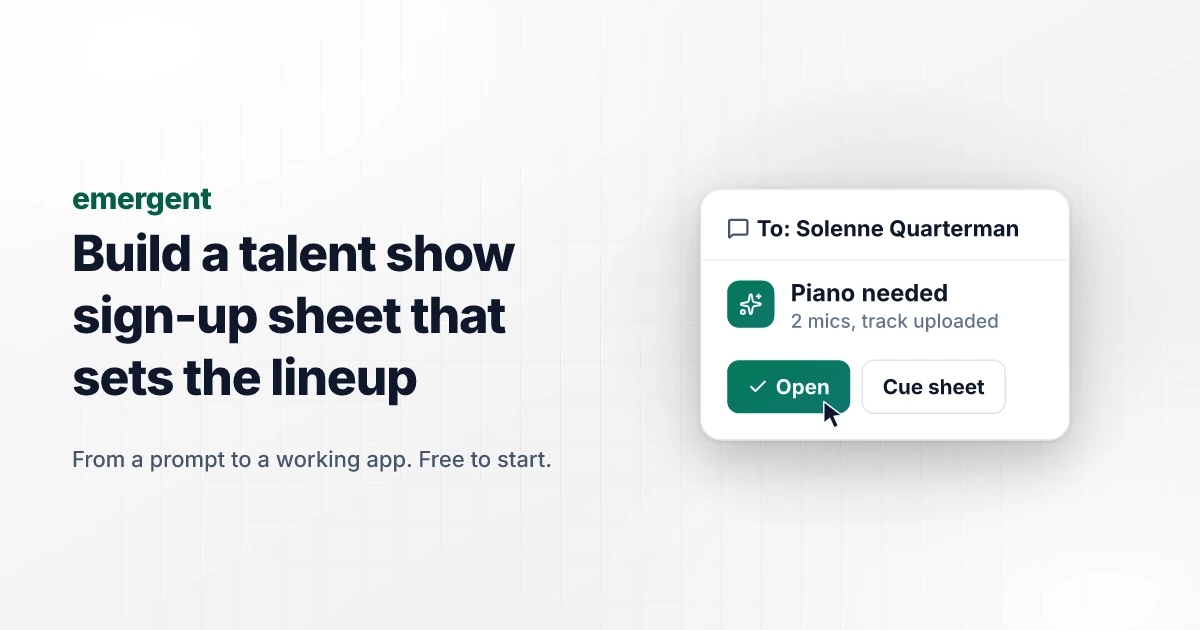 emergent
Build a talent show
sign-up sheet that
sets the lineup
From a prompt to a working app. Free to start.
To: Solenne Quarterman
Piano needed
2 mics, track uploaded
Open
Cue sheet